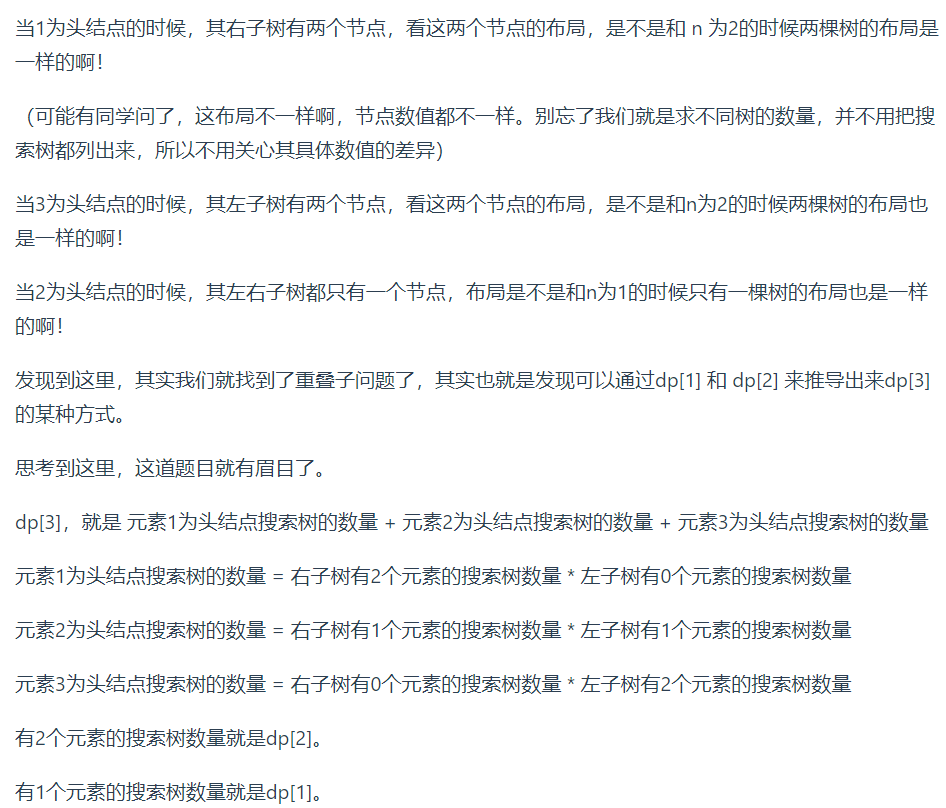 当1为头结点的时候，其右子树有两个节点，看这两个节点的布局，是不是和 n 为2的时候两棵树的布局是
一样的啊！
（可能有同学问了，这布局不一样啊，节点数值都不一样。别忘了我们就是求不同树的数量，并不用把搜
索树都列出来，所以不用关心其具体数值的差异）
当3为头结点的时候，其左子树有两个节点，看这两个节点的布局，是不是和n为2的时候两棵树的布局也
是一样的啊！
当2为头结点的时候，其左右子树都只有一个节点，布局是不是和n为1的时候只有一棵树的布局也是一样
的啊！
发现到这里，其实我们就找到了重叠子问题了，其实也就是发现可以通过dp[1] 和 dp[2] 来推导出来dp[3]
的某种方式。
思考到这里，这道题目就有眉目了。
dp[3]，就是 元素1为头结点搜索树的数量 + 元素2为头结点搜索树的数量 + 元素3为头结点搜索树的数量
元素1为头结点搜索树的数量 = 右子树有2个元素的搜索树数量 * 左子树有0个元素的搜索树数量
元素2为头结点搜索树的数量 = 右子树有1个元素的搜索树数量 * 左子树有1个元素的搜索树数量
元素3为头结点搜索树的数量 = 右子树有0个元素的搜索树数量 * 左子树有2个元素的搜索树数量
有2个元素的搜索树数量就是dp[2]。
有1个元素的搜索树数量就是dp[1]。